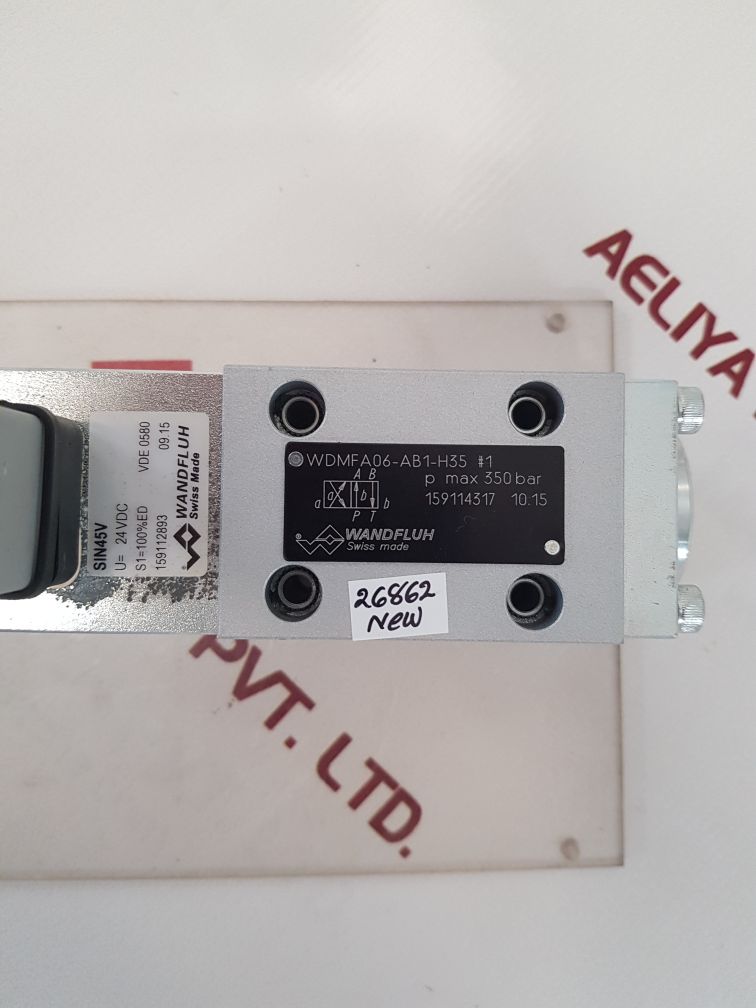 AELIYA
WDMFA06-AB1-H35 #1
A B
p max 350 bar
a a b b
159114317 10.15
P T
WANDFLUH
Swiss made
SIN45V
U= 24VDC VDE 0580
S1=100%ED
159112893 09.15
WANDFLUH
Swiss Made
26862
New
PVT. LTD.